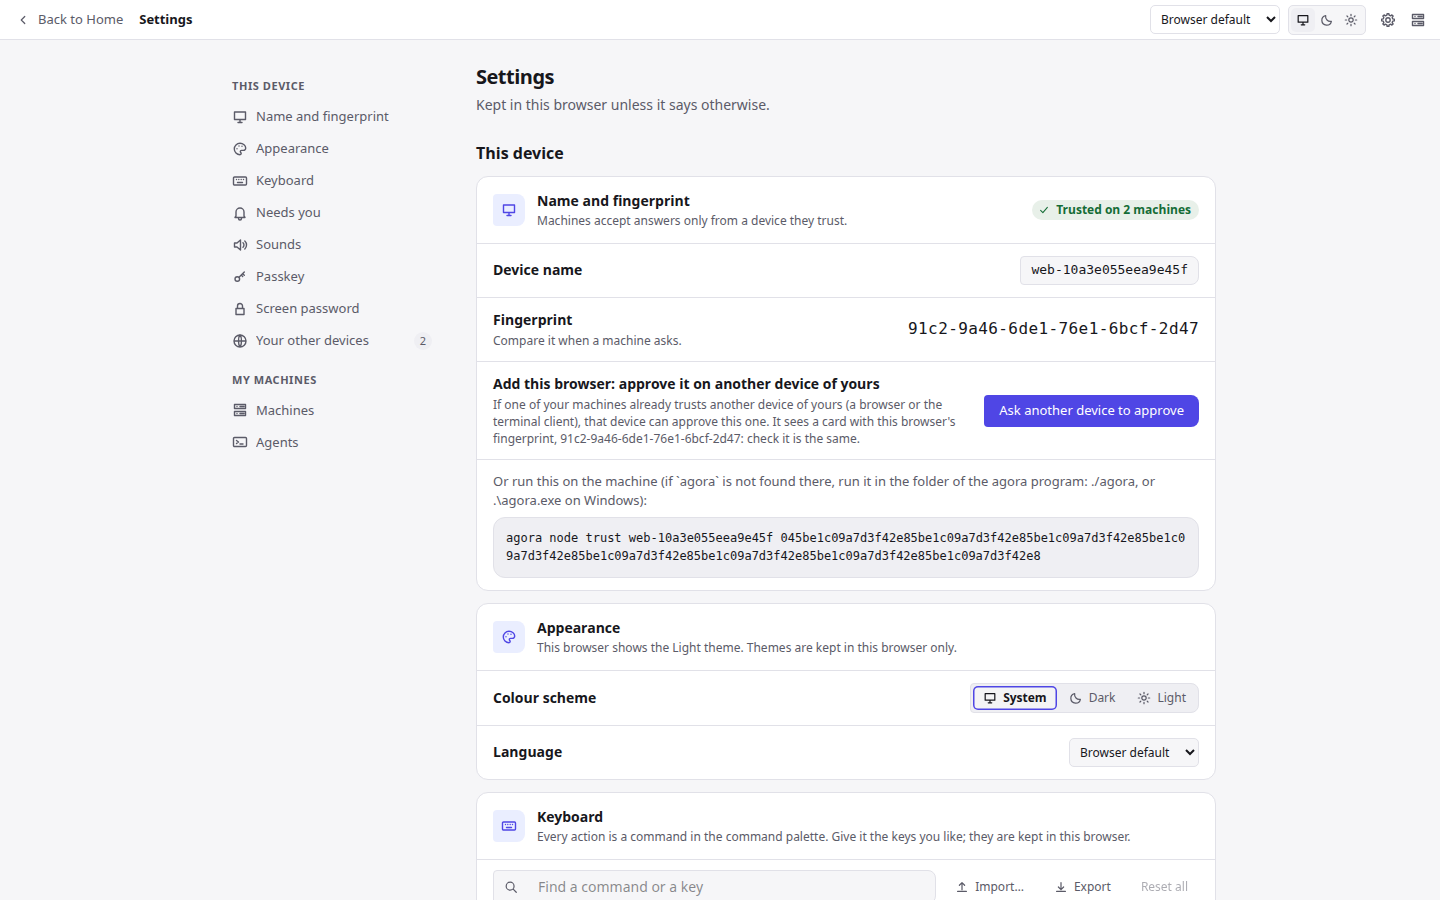 Back to Home
Settings
Browser default
THIS DEVICE
Name and fingerprint
Appearance
Keyboard
Needs you
Sounds
Passkey
Screen password
Your other devices
2
MY MACHINES
Machines
Agents
Settings
Kept in this browser unless it says otherwise.
This device
Name and fingerprint
Machines accept answers only from a device they trust.
Trusted on 2 machines
Device name
web-10a3e055eea9e45f
Fingerprint
Compare it when a machine asks.
91c2-9a46-6de1-76e1-6bcf-2d47
Add this browser: approve it on another device of yours
If one of your machines already trusts another device of yours (a browser or the
terminal client), that device can approve this one. It sees a card with this browser's
fingerprint, 91c2-9a46-6de1-76e1-6bcf-2d47: check it is the same.
Ask another device to approve
Or run this on the machine (if `agora` is not found there, run it in the folder of the agora program: ./agora, or
.\agora.exe on Windows):
agora node trust web-10a3e055eea9e45f 045be1c09a7d3f42e85be1c09a7d3f42e85be1c09a7d3f42e85be1c0
9a7d3f42e85be1c09a7d3f42e85be1c09a7d3f42e85be1c09a7d3f42e85be1c09a7d3f42e8
Appearance
This browser shows the Light theme. Themes are kept in this browser only.
Colour scheme
System
Dark
Light
Language
Browser default
Keyboard
Every action is a command in the command palette. Give it the keys you like; they are kept in this browser.
Find a command or a key
Import...
Export
Reset all